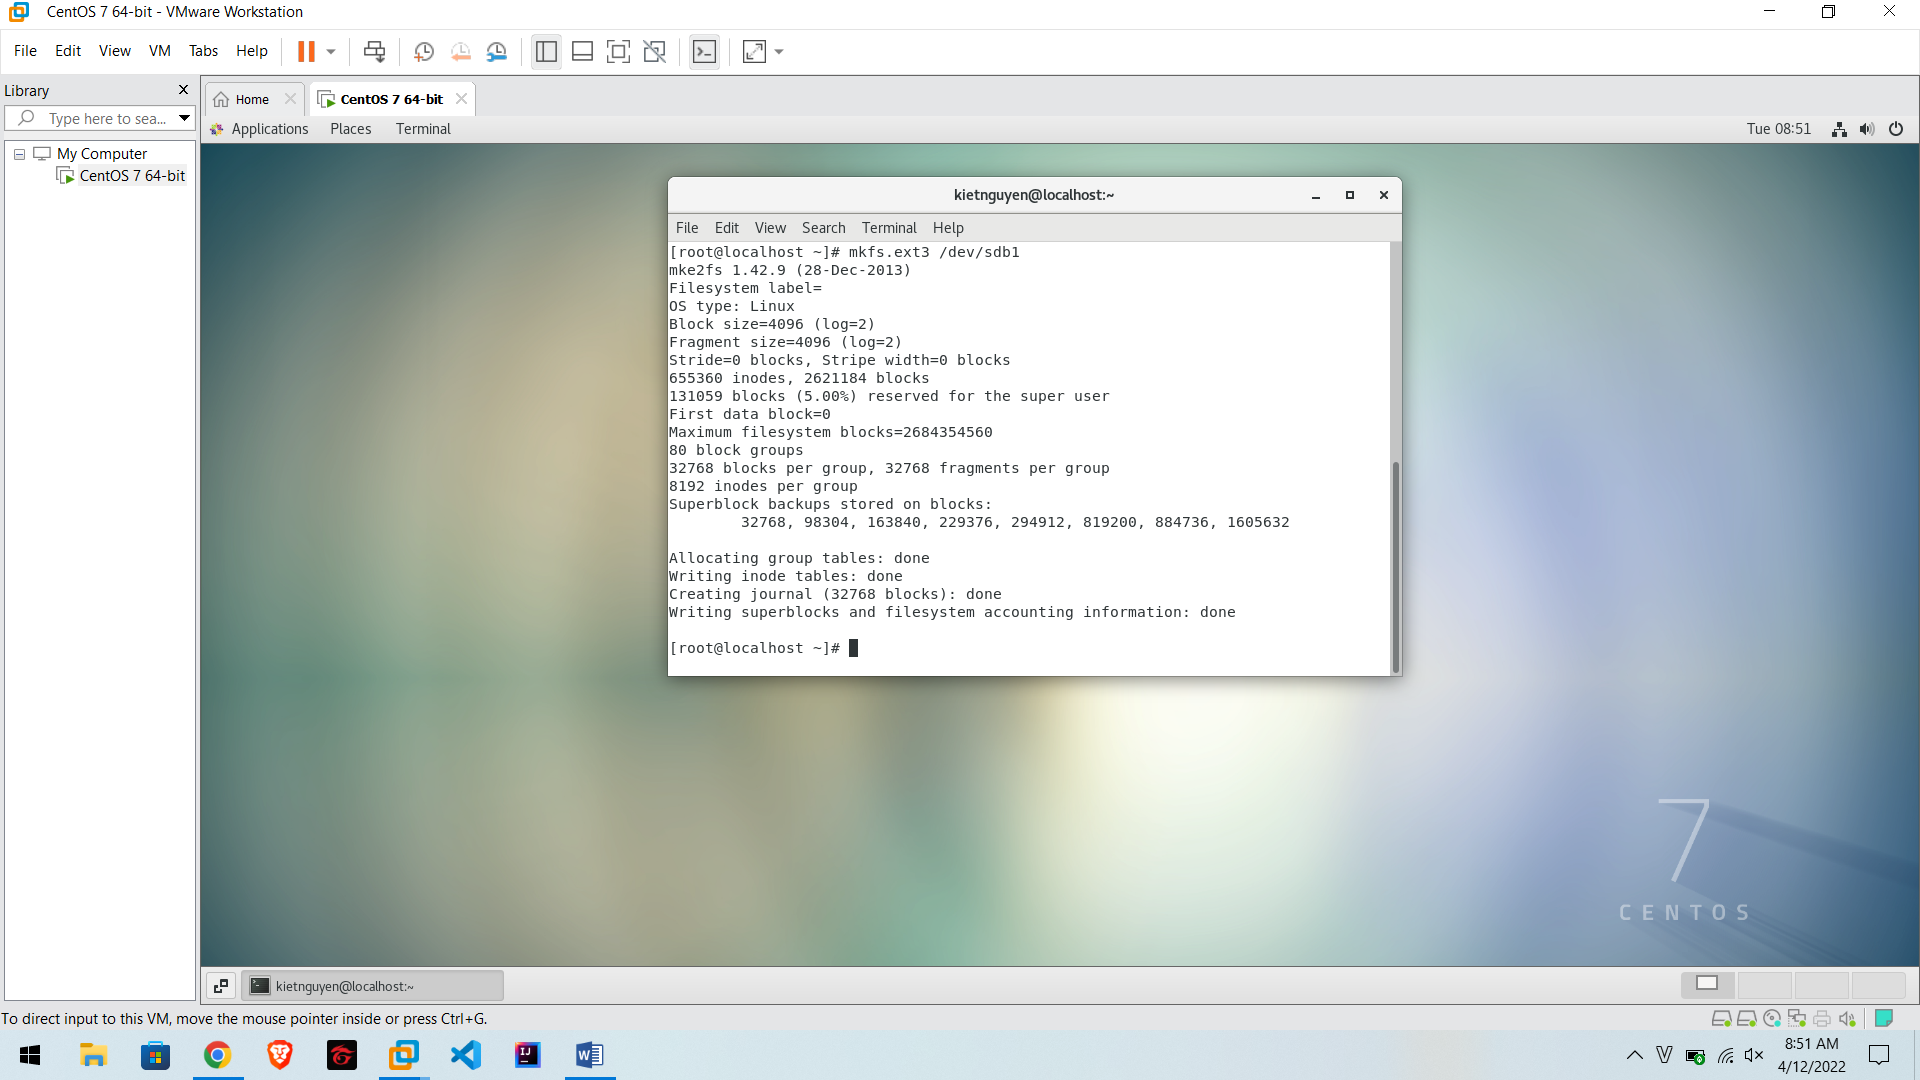 CentOS 7 64-bit - VMware Workstation
File Edit View VM Tabs Help
Library
Type here to sea...
My Computer
CentOS 7 64-bit
Home
CentOS 7 64-bit
Applications Places Terminal
Tue 08:51
kietnguyen@localhost:~
File Edit View Search Terminal Help
[root@localhost ~]# mkfs.ext3 /dev/sdb1
mke2fs 1.42.9 (28-Dec-2013)
Filesystem label=
OS type: Linux
Block size=4096 (log=2)
Fragment size=4096 (log=2)
Stride=0 blocks, Stripe width=0 blocks
655360 inodes, 2621184 blocks
131059 blocks (5.00%) reserved for the super user
First data block=0
Maximum filesystem blocks=2684354560
80 block groups
32768 blocks per group, 32768 fragments per group
8192 inodes per group
Superblock backups stored on blocks:
32768, 98304, 163840, 229376, 294912, 819200, 884736, 1605632
Allocating group tables: done
Writing inode tables: done
Creating journal (32768 blocks): done
Writing superblocks and filesystem accounting information: done
[root@localhost ~]#
7
CENTOS
kietnguyen@localhost:~
To direct input to this VM, move the mouse pointer inside or press Ctrl+G.
8:51 AM
4/12/2022